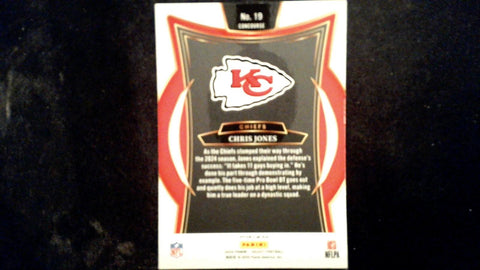 No. 19
CONCOURSE
KC
CHIEFS
CHRIS JONES
As the Chiefs stomped their way through
the 2024 season, Jones explained the defense's
success: "It takes 11 guys buying in." He's
done his part through demonstrating by
example. The five-time Pro Bowl DT goes out
and quietly does his job at a high level, making
him a true leader on a dynastic squad.
NFL
PANINI
NFLPA